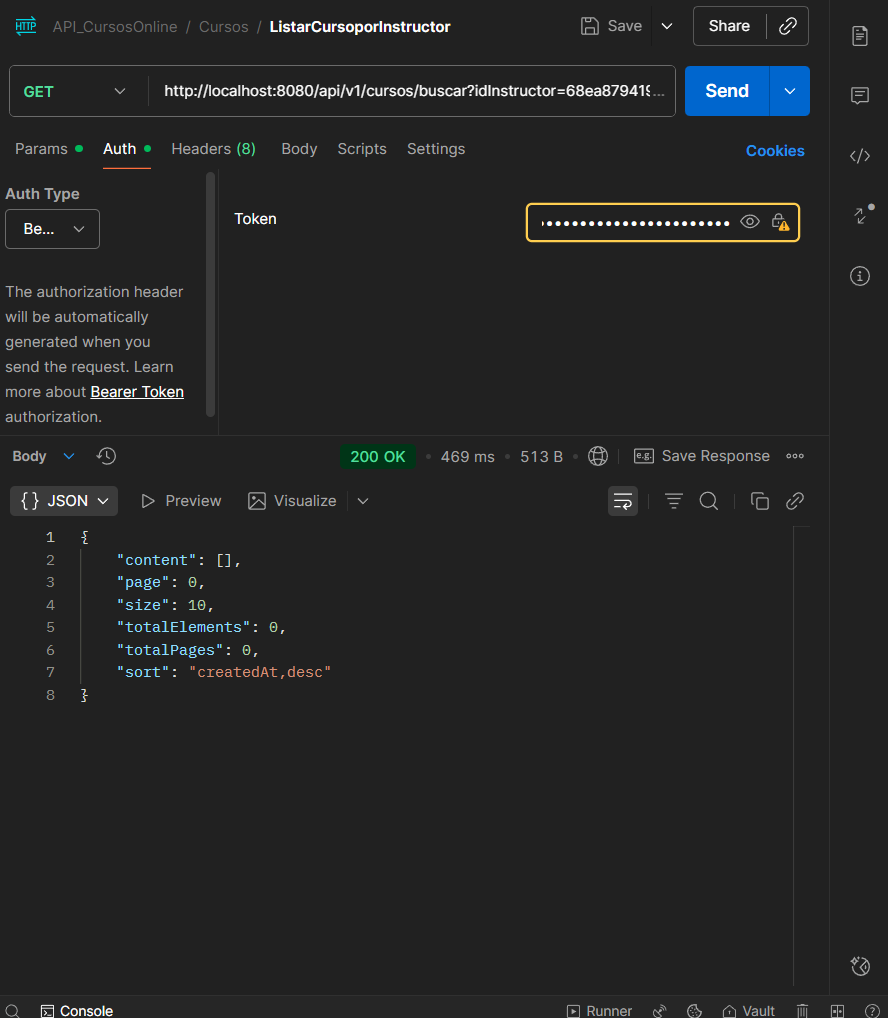 HTTP API_CursosOnline / Cursos / ListarCursoporInstructor Save Share
GET http://localhost:8080/api/v1/cursos/buscar?idInstructor=68ea879419... Send
Params Auth Headers (8) Body Scripts Settings Cookies
Auth Type
Be...
Token
The authorization header
will be automatically
generated when you
send the request. Learn
more about Bearer Token
authorization.
Body 200 OK • 469 ms • 513 B e.g. Save Response
{} JSON Preview Visualize
1 {
2 "content": [],
3 "page": 0,
4 "size": 10,
5 "totalElements": 0,
6 "totalPages": 0,
7 "sort": "createdAt,desc"
8 }
Console Runner Vault